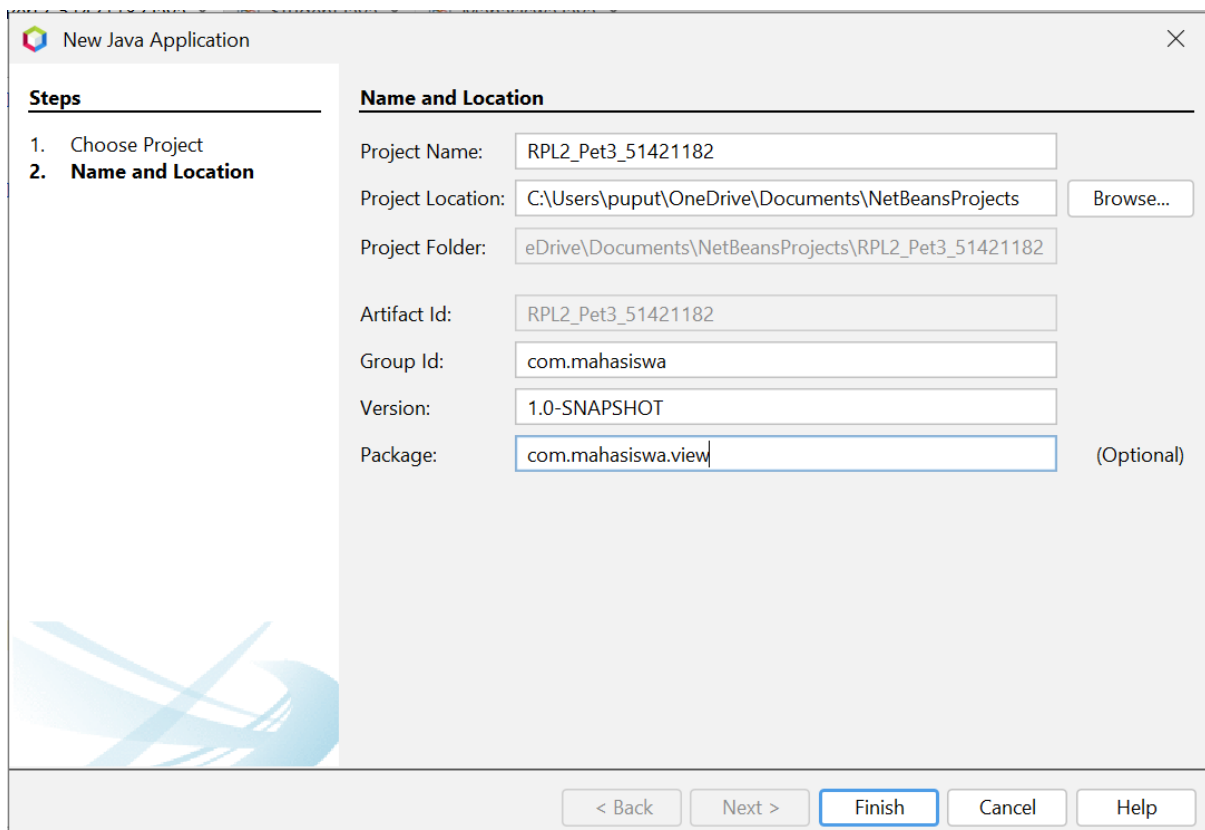 New Java Application
Steps
1. Choose Project
2. Name and Location
Name and Location
Project Name: RPL2_Pet3_51421182
Project Location: C:\Users\puput\OneDrive\Documents\NetBeansProjects Browse...
Project Folder: eDrive\Documents\NetBeansProjects\RPL2_Pet3_51421182
Artifact Id: RPL2_Pet3_51421182
Group Id: com.mahasiswa
Version: 1.0-SNAPSHOT
Package: com.mahasiswa.view (Optional)
< Back Next > Finish Cancel Help